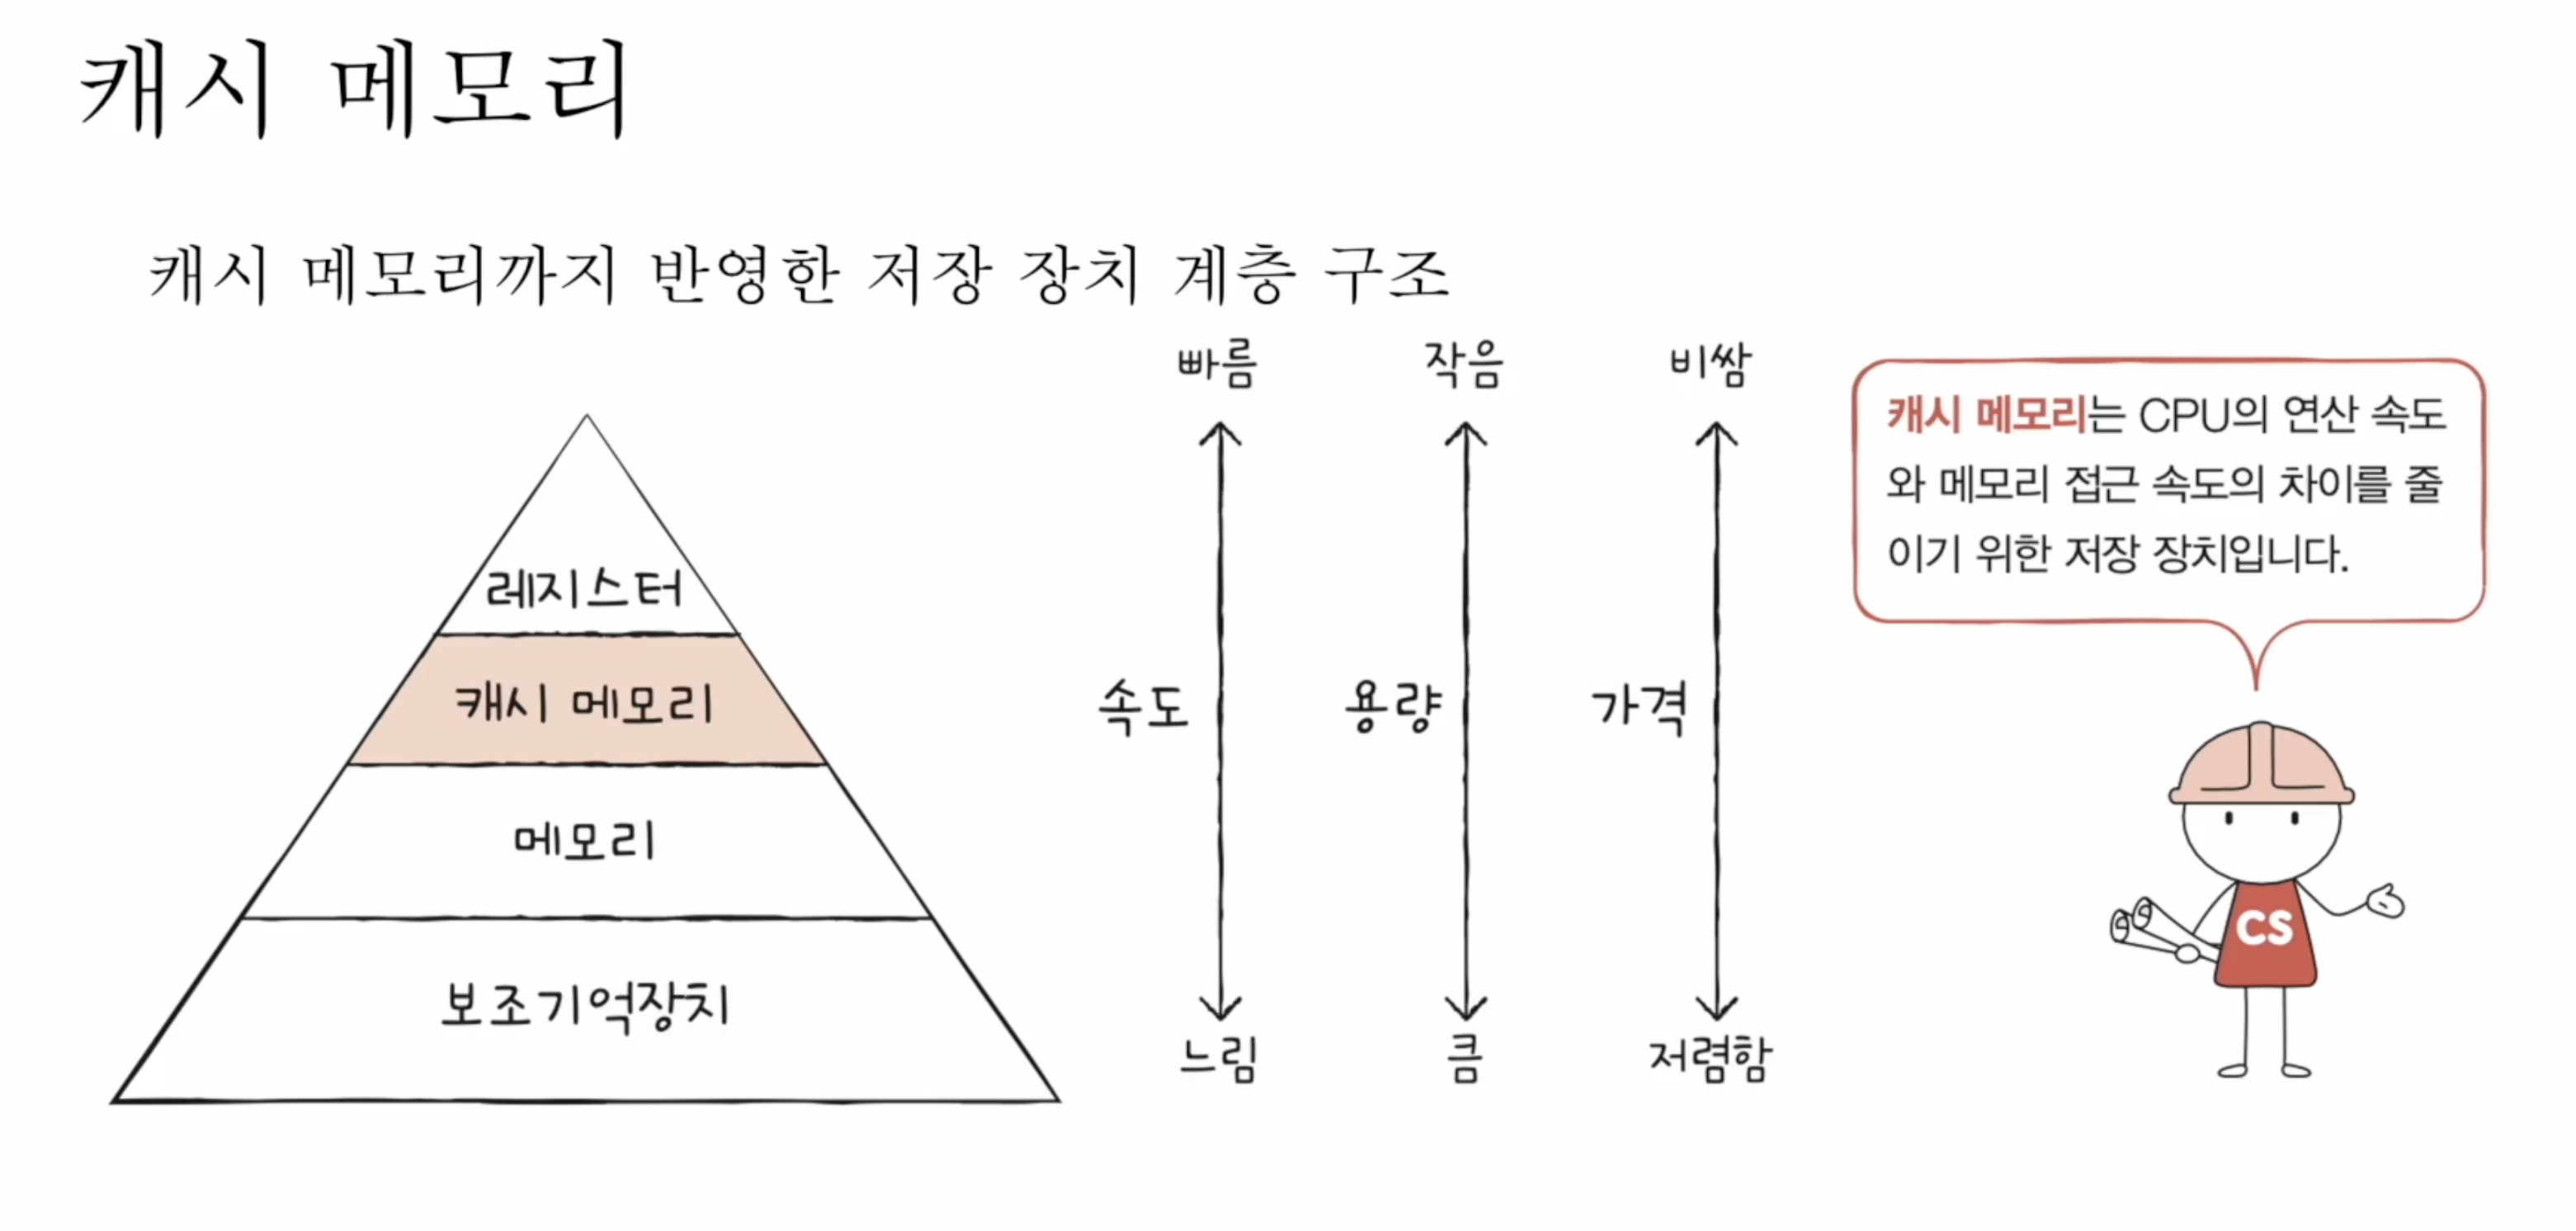 캐시 메모리
캐시 메모리까지 반영한 저장 장치 계층 구조
빠름
작음
비쌈
레지스터
캐시 메모리
메모리
보조기억장치
속도
용량
가격
느림
큼
저렴함
캐시 메모리는 CPU의 연산 속도
와 메모리 접근 속도의 차이를 줄
이기 위한 저장 장치입니다.
CS